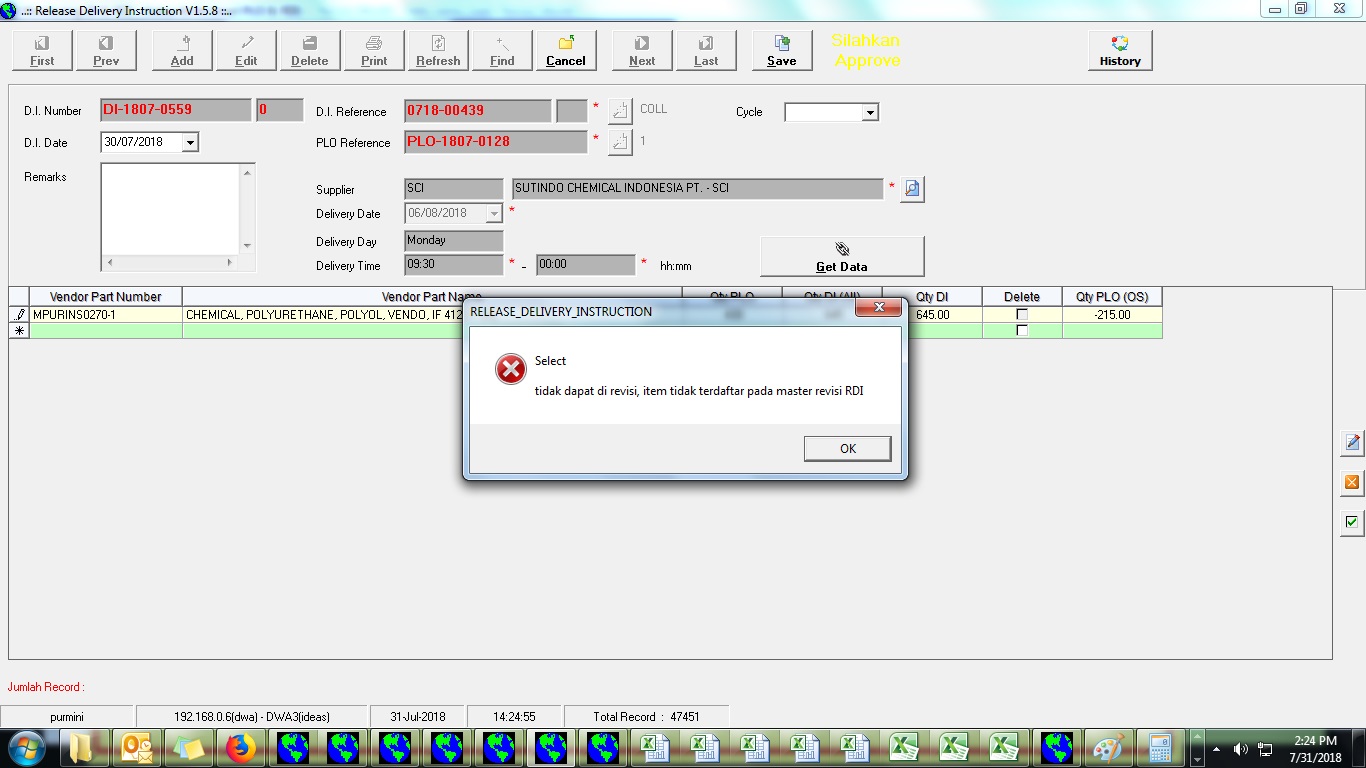 ..:: Release Delivery Instruction V1.5.8 ::..
First Prev Add Edit Delete Print Refresh Find Cancel Next Last Save Silahkan Approve History
D.I. Number DI-1807-0559 0 D.I. Reference 0718-00439 * COLL Cycle
D.I. Date 30/07/2018 PLO Reference PLO-1807-0128 * 1
Remarks
Supplier SCI SUTINDO CHEMICAL INDONESIA PT. - SCI *
Delivery Date 06/08/2018 *
Delivery Day Monday
Delivery Time 09:30 * - 00:00 * hh:mm
Get Data
Vendor Part Number Vendor Part Name Qty PLO Qty DI (All) Qty DI Delete Qty PLO (OS)
MPURINS0270-1 CHEMICAL, POLYURETHANE, POLYOL, VENDO, IF 412 645.00 -215.00
RELEASE_DELIVERY_INSTRUCTION
Select
tidak dapat di revisi, item tidak terdaftar pada master revisi RDI
OK
Jumlah Record :
purmini 192.168.0.6(dwa) - DWA3(ideas) 31-Jul-2018 14:24:55 Total Record : 47451
2:24 PM
7/31/2018